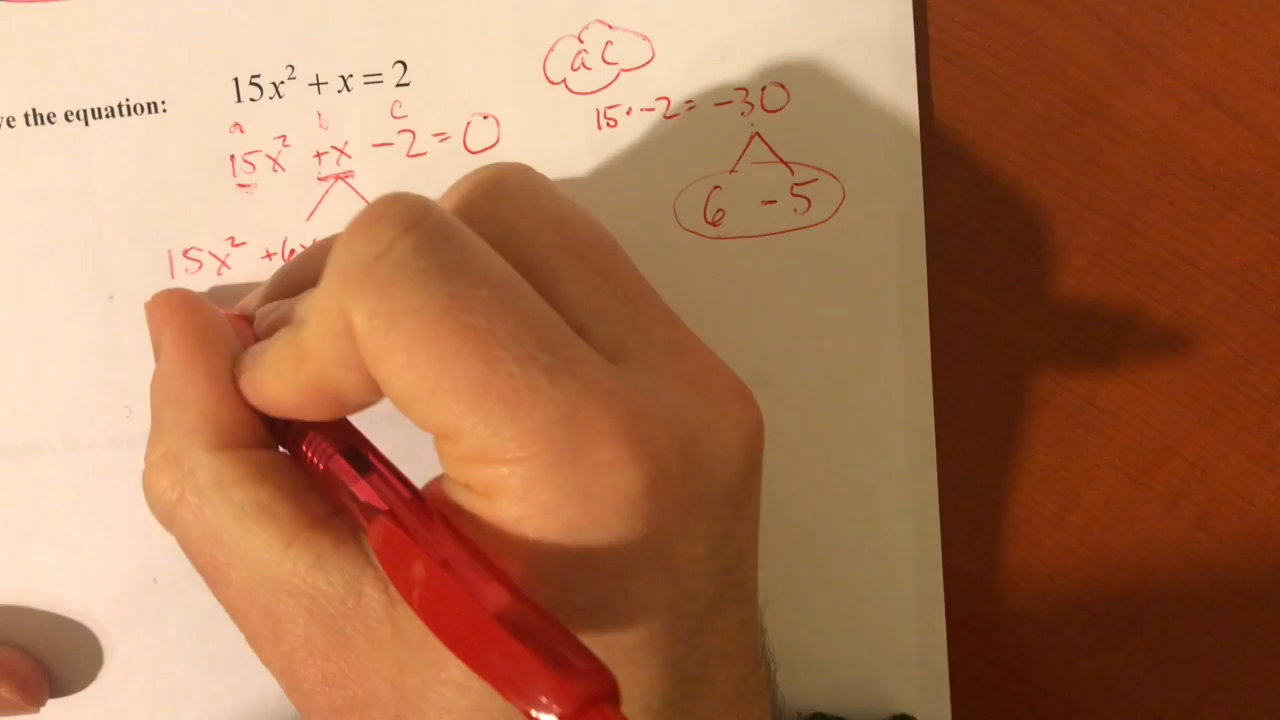 15x² + x = 2
ve the equation:
a b c
15x² +x -2 = 0
15x² +6x
ac
15·-2 = -30
6 -5